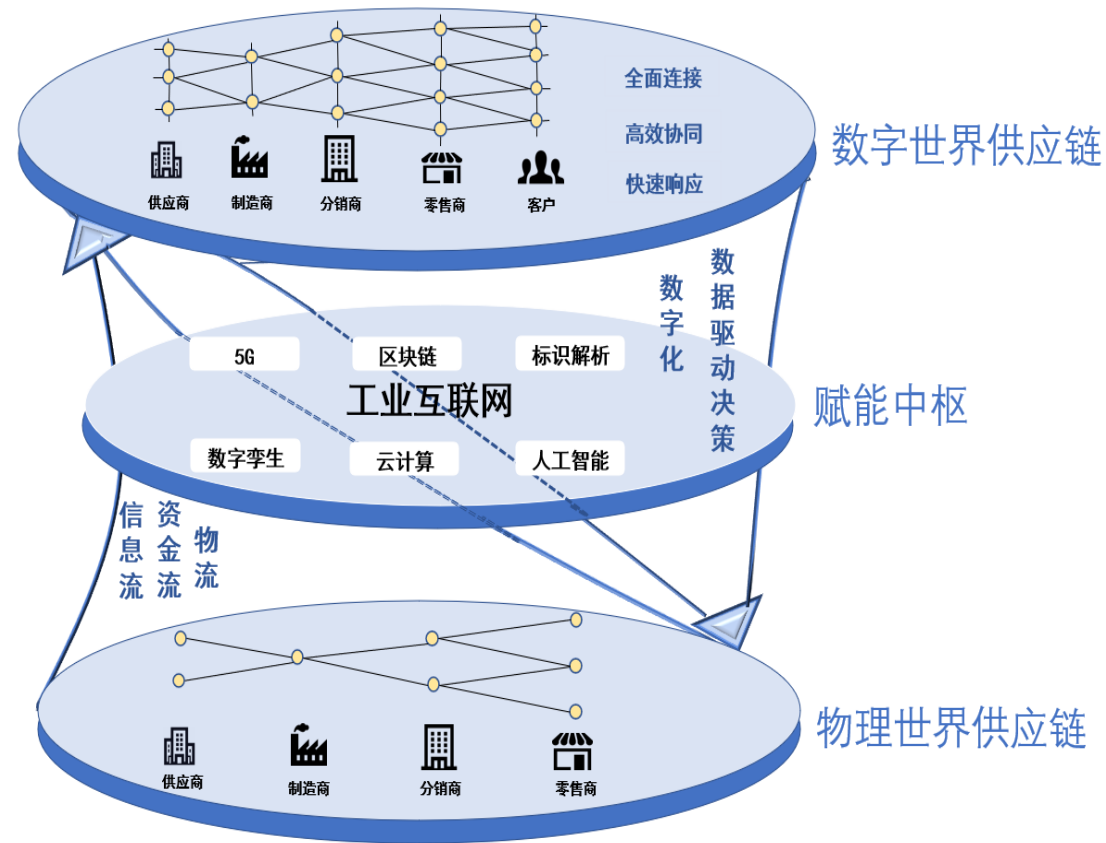 全面连接
高效协同
快速响应
供应商
制造商
分销商
零售商
客户
数字世界供应链
数字化
数据驱动决策
5G
区块链
标识解析
工业互联网
数字孪生
云计算
人工智能
赋能中枢
信息流
资金流
物流
供应商
制造商
分销商
零售商
物理世界供应链